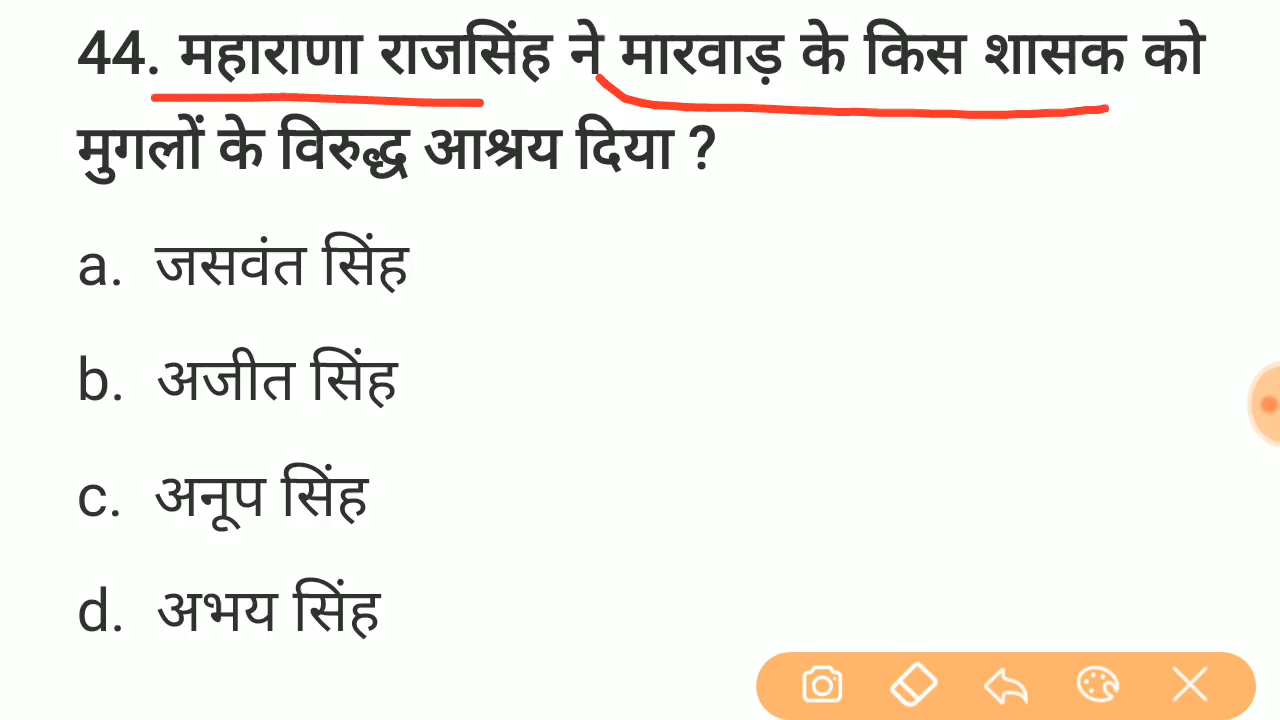 44. महाराणा राजसिंह ने मारवाड़ के किस शासक को
मुगलों के विरुद्ध आश्रय दिया ?
a. जसवंत सिंह
b. अजीत सिंह
c. अनूप सिंह
d. अभय सिंह